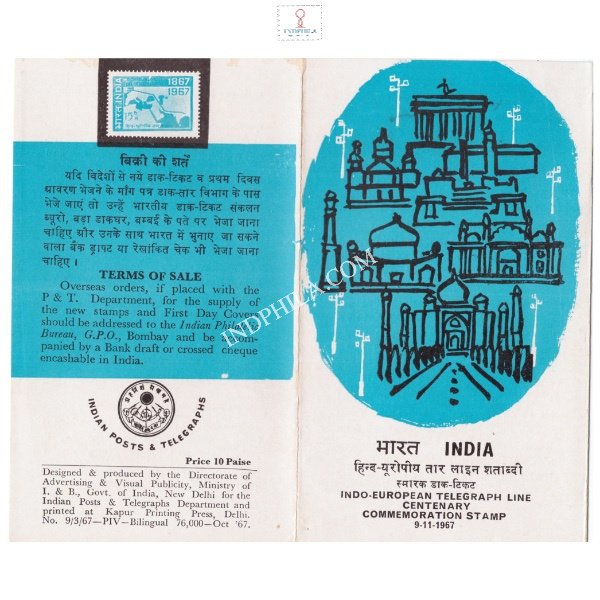 INDPHILA
1867
1967
भारत INDIA
बिक्री की शर्तें
यदि विदेशों से नये डाक-टिकट व प्रथम दिवस
आवरण भेजने के मांग पत्र डाक-तार विभाग के पास
भेजे जाएं तो उन्हें भारतीय डाक-टिकट संकलन
ब्यूरो, बड़ा डाकघर, बम्बई के पते पर भेजा जाना
चाहिए और उनके साथ भारत में भुनाए जा सकने
वाला बैंक ड्राफ्ट या रेखांकित चेक भी भेजा जाना
चाहिए ।
TERMS OF SALE
Overseas orders, if placed with the
P & T. Department, for the supply of
the new stamps and First Day Covers
should be addressed to the Indian Philatelic
Bureau, G.P.O., Bombay and be accom-
panied by a Bank draft or crossed cheque
encashable in India.
INDIAN POSTS & TELEGRAPHS
Price 10 Paise
Designed & produced by the Directorate of
Advertising & Visual Publicity, Ministry of
I. & B., Govt. of India, New Delhi for the
Indian Posts & Telegraphs Department and
printed at Kapur Printing Press, Delhi.
No. 9/3/67—PIV—Bilingual 76,000—Oct '67.
INDPHILA.COM
भारत INDIA
हिन्द-यूरोपीय तार लाइन शताब्दी
स्मारक डाक-टिकट
INDO-EUROPEAN TELEGRAPH LINE
CENTENARY
COMMEMORATION STAMP
9-11-1967